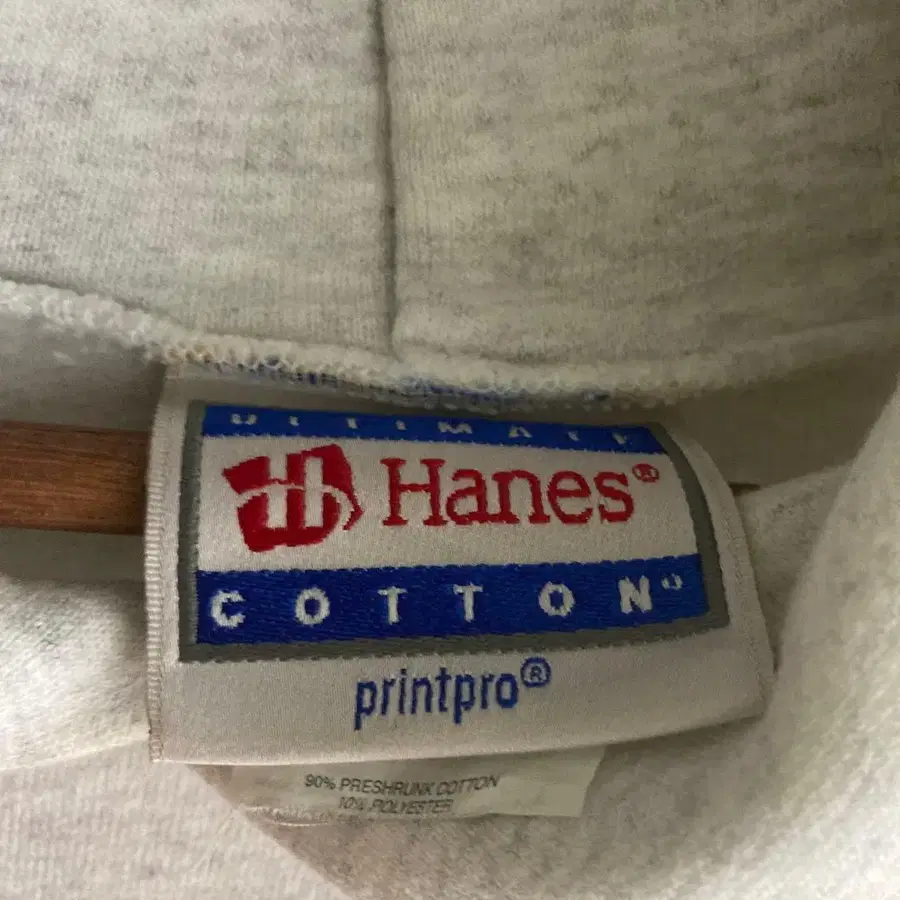 ULTIMATE
Hanes®
COTTON
printpro®
90% PRESHRUNK COTTON
10% POLYESTER